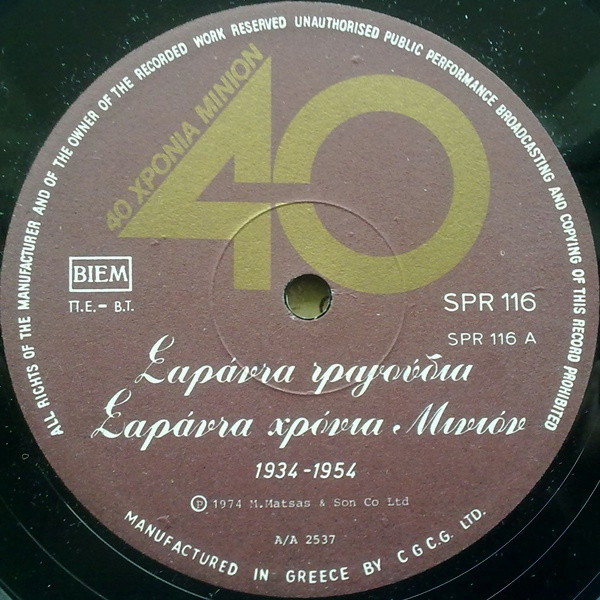 ALL RIGHTS OF THE MANUFACTURER AND OF THE OWNER OF THE RECORDED WORK RESERVED UNAUTHORISED PUBLIC PERFORMANCE BROADCASTING AND COPYING OF THIS RECORD PROHIBITED
40 ΧΡΟΝΙΑ ΜΙΝΙΟΝ
40
BIEM
Π.Ε.- Β.Τ.
SPR 116
SPR 116 A
Σαράντα τραγούδια
Σαράντα χρόνια Μινιόν
1934-1954
Ⓟ 1974 M.Matsas & Son Co Ltd
A/A 2537
MANUFACTURED IN GREECE BY C G C.G. LTD.